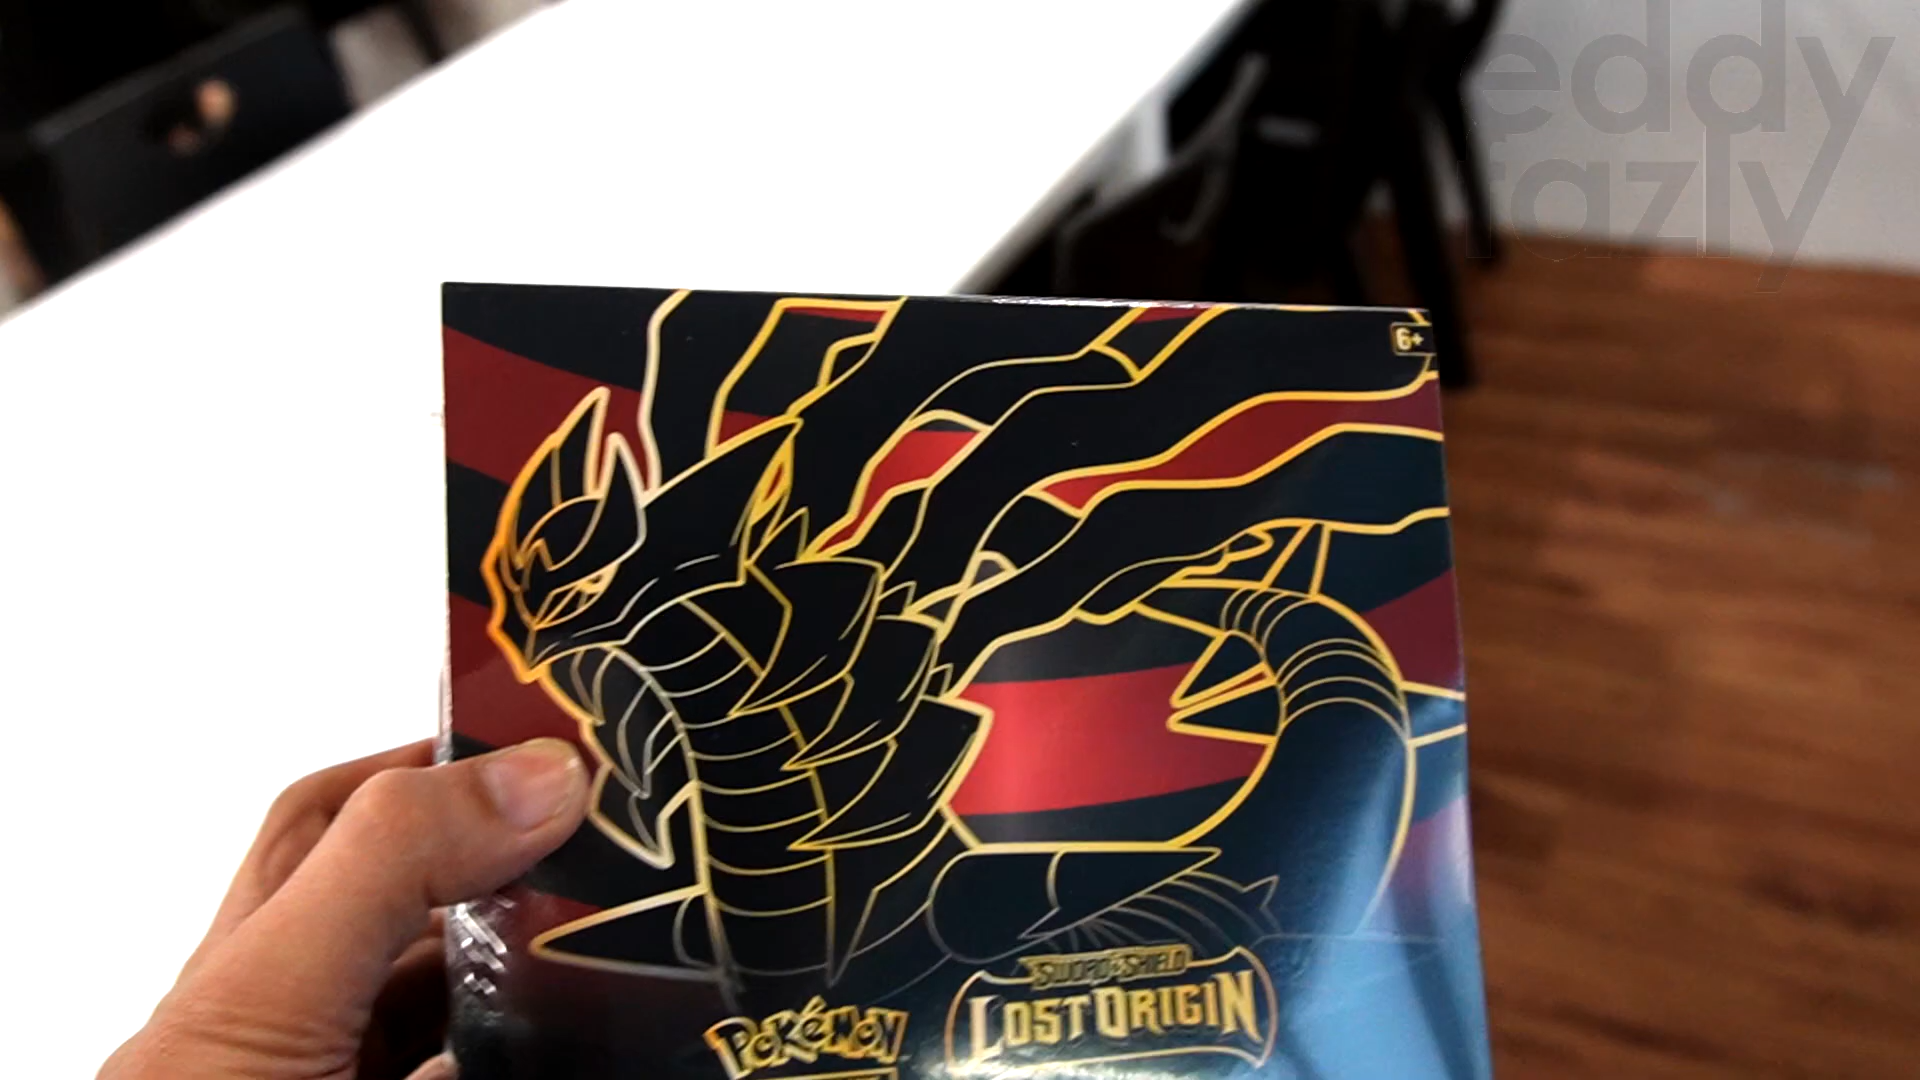 eddy
fazly
6+
SWORD & SHIELD
LOST ORIGIN
POKéMON